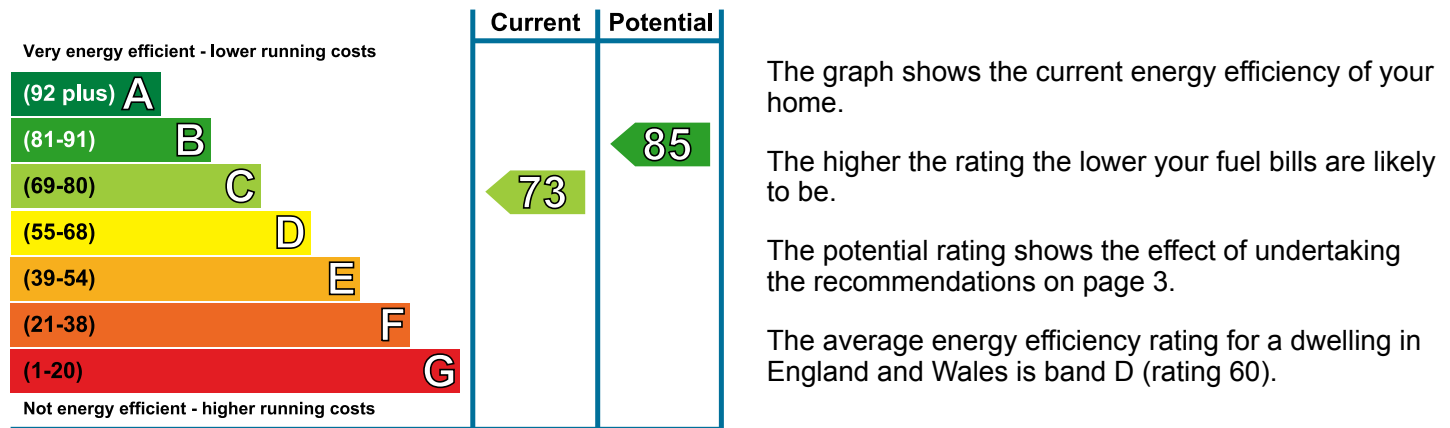 Current Potential
Very energy efficient - lower running costs
(92 plus) A
(81-91) B
85
(69-80) C
73
(55-68) D
(39-54) E
(21-38) F
(1-20) G
Not energy efficient - higher running costs
The graph shows the current energy efficiency of your
home.
The higher the rating the lower your fuel bills are likely
to be.
The potential rating shows the effect of undertaking
the recommendations on page 3.
The average energy efficiency rating for a dwelling in
England and Wales is band D (rating 60).